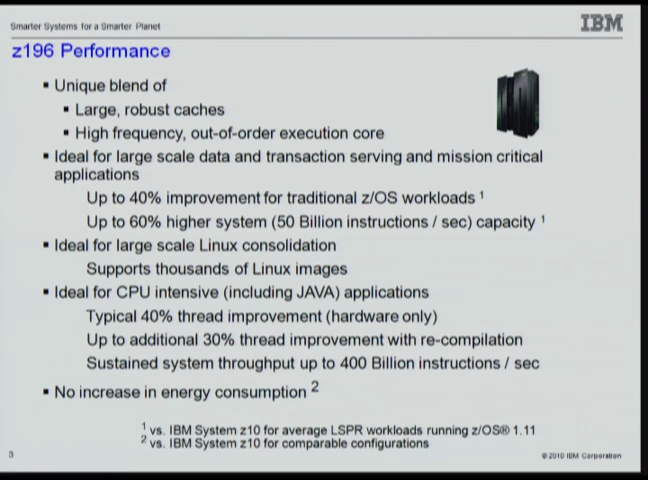 Smarter Systems for a Smarter Planet
IBM
z196 Performance
▪ Unique blend of
▪ Large, robust caches
▪ High frequency, out-of-order execution core
▪ Ideal for large scale data and transaction serving and mission critical
applications
Up to 40% improvement for traditional z/OS workloads 1
Up to 60% higher system (50 Billion instructions / sec) capacity 1
▪ Ideal for large scale Linux consolidation
Supports thousands of Linux images
▪ Ideal for CPU intensive (including JAVA) applications
Typical 40% thread improvement (hardware only)
Up to additional 30% thread improvement with re-compilation
Sustained system throughput up to 400 Billion instructions / sec
▪ No increase in energy consumption 2
1 vs. IBM System z10 for average LSPR workloads running z/OS® 1.11
2 vs. IBM System z10 for comparable configurations
3
© 2010 IBM Corporation